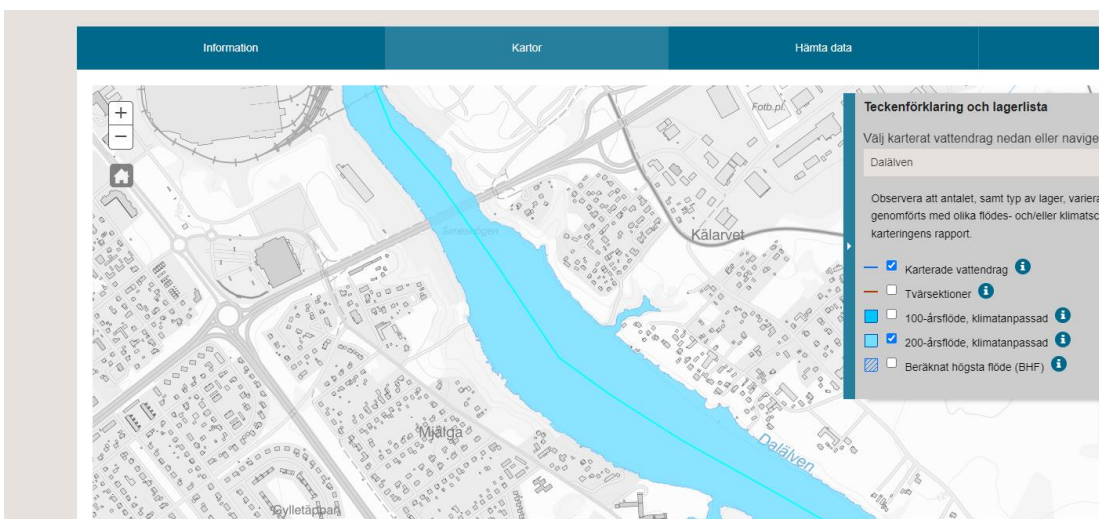 Information
Kartor
Hämta data
+
−
Fotb.pl.
Kälarvet
Mjälga
Gylletäppan
Dalälven
Teckenförklaring och lagerlista
Välj karterat vattendrag nedan eller navige
Dalälven
Observera att antalet, samt typ av lager, variera
genomförts med olika flödes- och/eller klimatsc
karteringens rapport.
Karterade vattendrag i
Tvärsektioner i
100-årsflöde, klimatanpassad i
200-årsflöde, klimatanpassad i
Beräknat högsta flöde (BHF) i